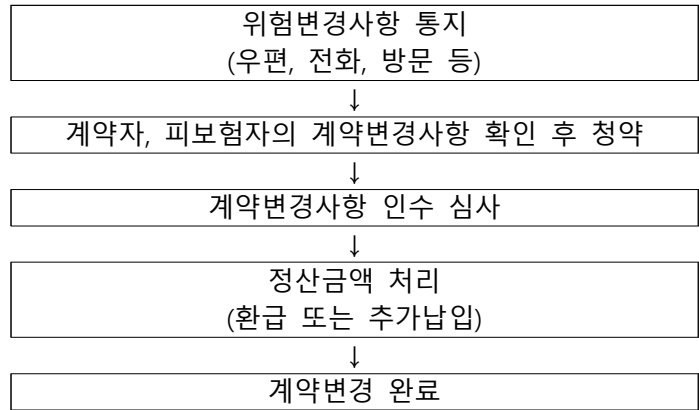 위험변경사항 통지
(우편, 전화, 방문 등)
↓
계약자, 피보험자의 계약변경사항 확인 후 청약
↓
계약변경사항 인수 심사
↓
정산금액 처리
(환급 또는 추가납입)
↓
계약변경 완료